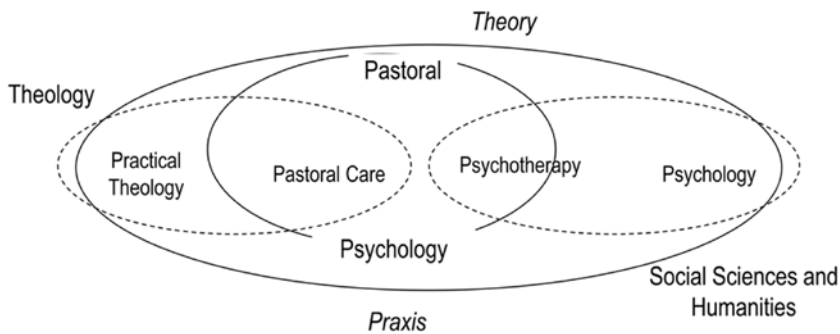 Theory
Pastoral
Theology
Practical
Theology
Pastoral Care
Psychotherapy
Psychology
Psychology
Social Sciences and
Humanities
Praxis